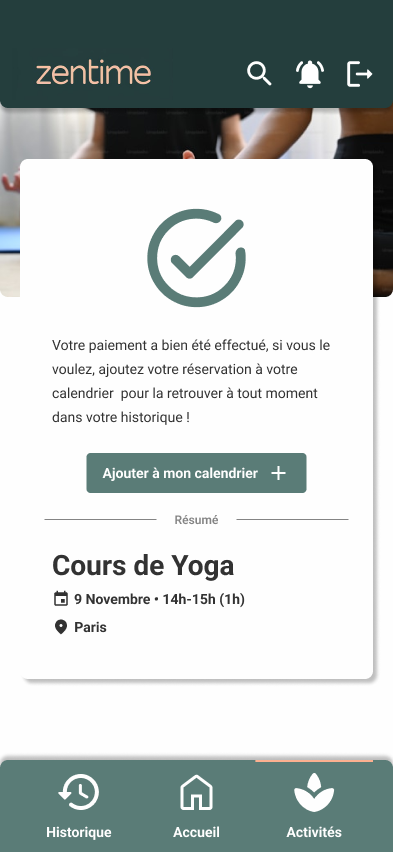 zentime
Votre paiement a bien été effectué, si vous le
voulez, ajoutez votre réservation à votre
calendrier  pour la retrouver à tout moment
dans votre historique !
Ajouter à mon calendrier
Résumé
Cours de Yoga
9 Novembre • 14h-15h (1h)
Paris
Historique
Accueil
Activités